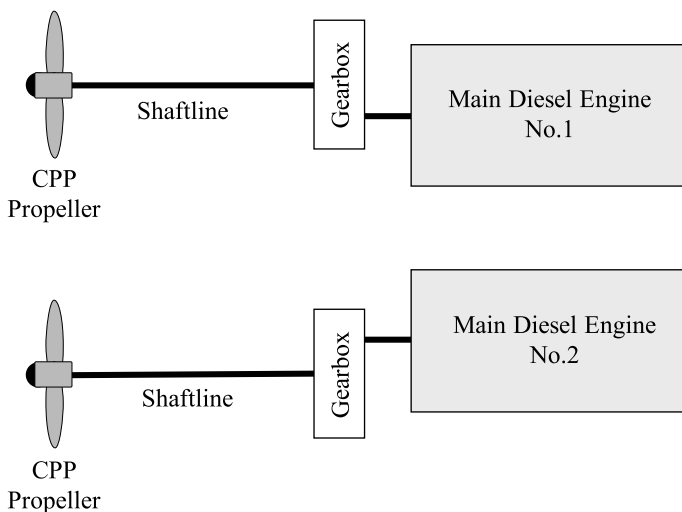 Gearbox
Main Diesel Engine
No.1
Shaftline
CPP
Propeller
Gearbox
Main Diesel Engine
No.2
Shaftline
CPP
Propeller